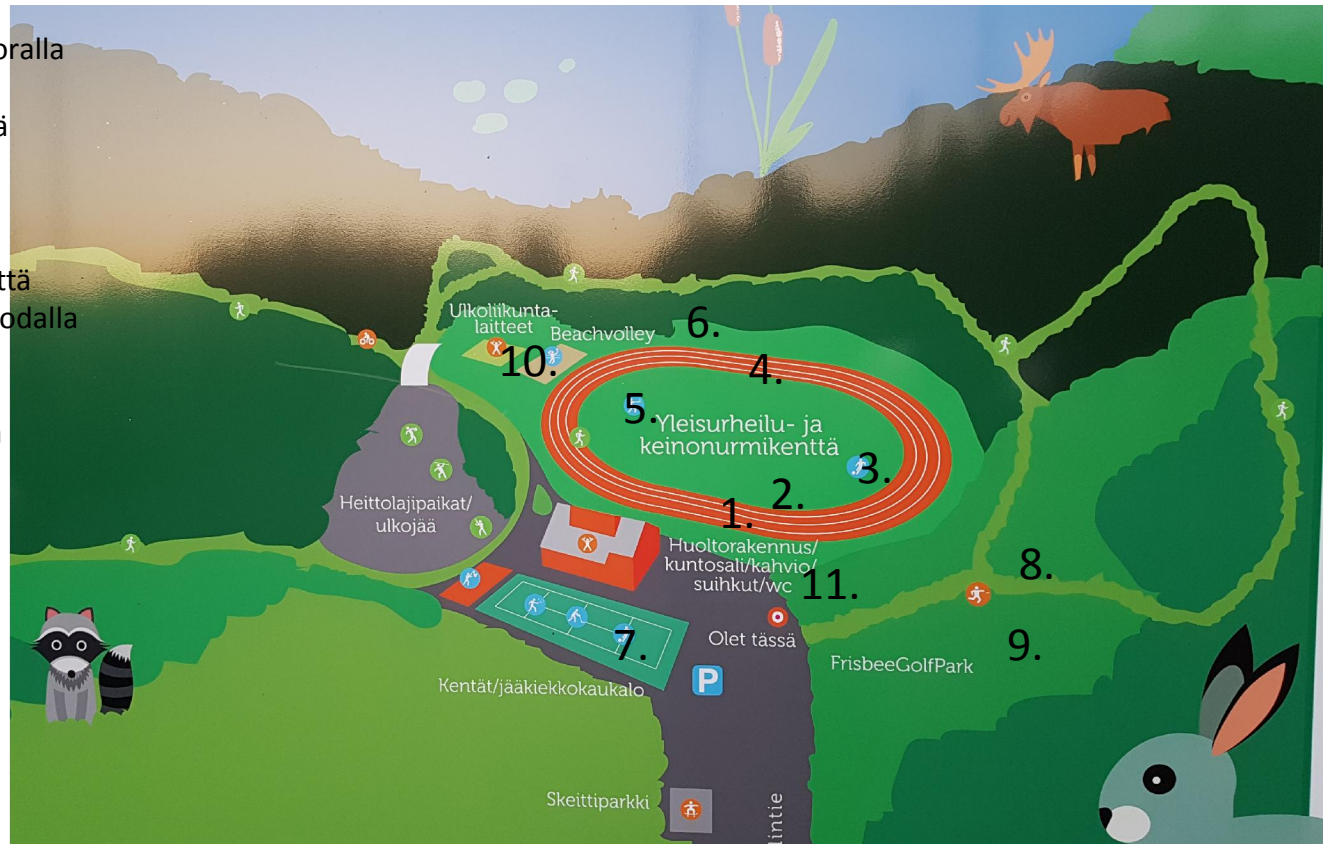 oralla
ä
ttä
odalla
Ulkoliikunta-
laitteet
Beachvolley
6.
10.
4.
5.
Yleisurheilu- ja
keinonurmikenttä
3.
2.
1.
Heittolajipaikat/
ulkojää
Huoltorakennus/
kuntosali/kahvio/
suihkut/wc
11.
8.
Olet tässä
7.
9.
FrisbeeGolfPark
Kentät/jääkiekkokaukalo
P
Skeittiparkki
lintie